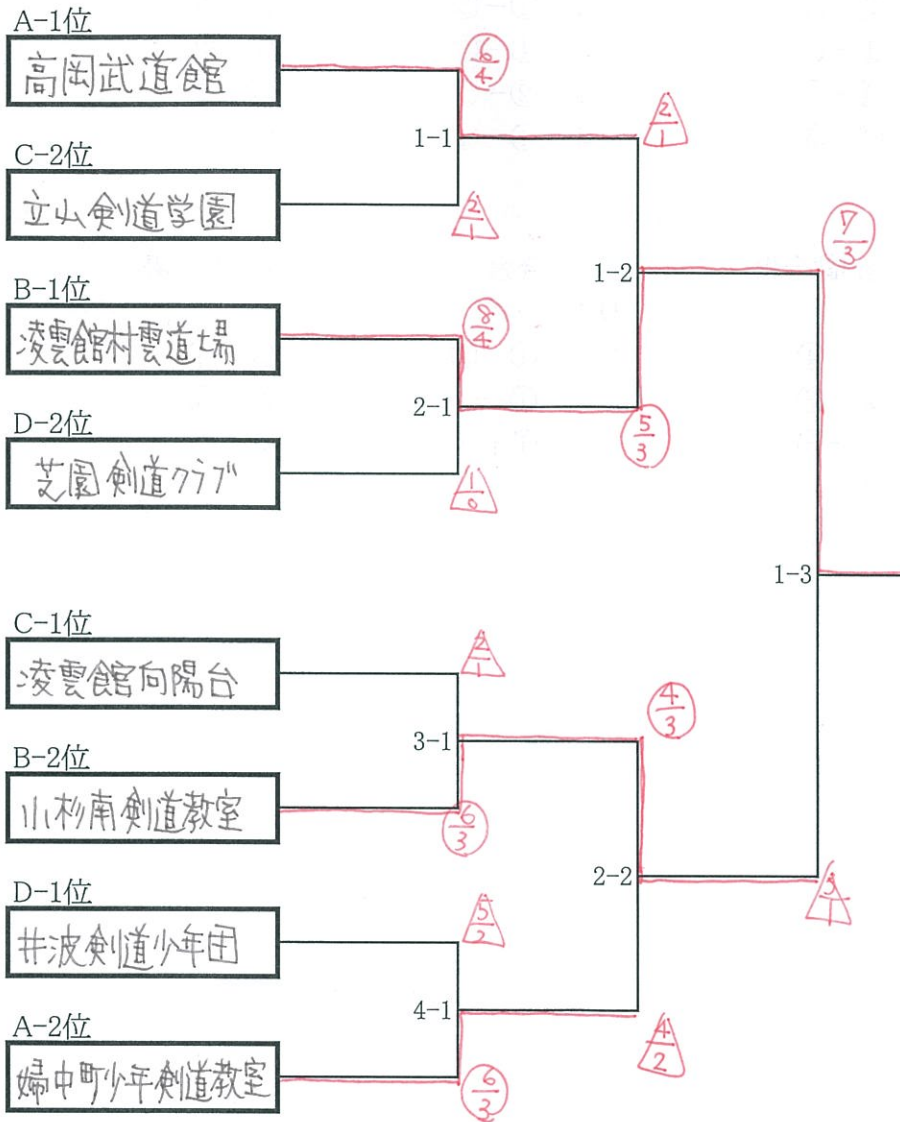 A-1位
高岡武道館
6/4
2/1
1-1
C-2位
立山剣道学園
2/1
7/3
1-2
B-1位
凌雲館村雲道場
8/4
2-1
5/3
D-2位
芝園剣道クラブ
1/0
1-3
C-1位
凌雲館向陽台
2/1
4/3
3-1
B-2位
小杉南剣道教室
6/3
2-2
3/1
D-1位
井波剣道少年団
5/2
4-1
4/2
A-2位
婦中町少年剣道教室
6/3